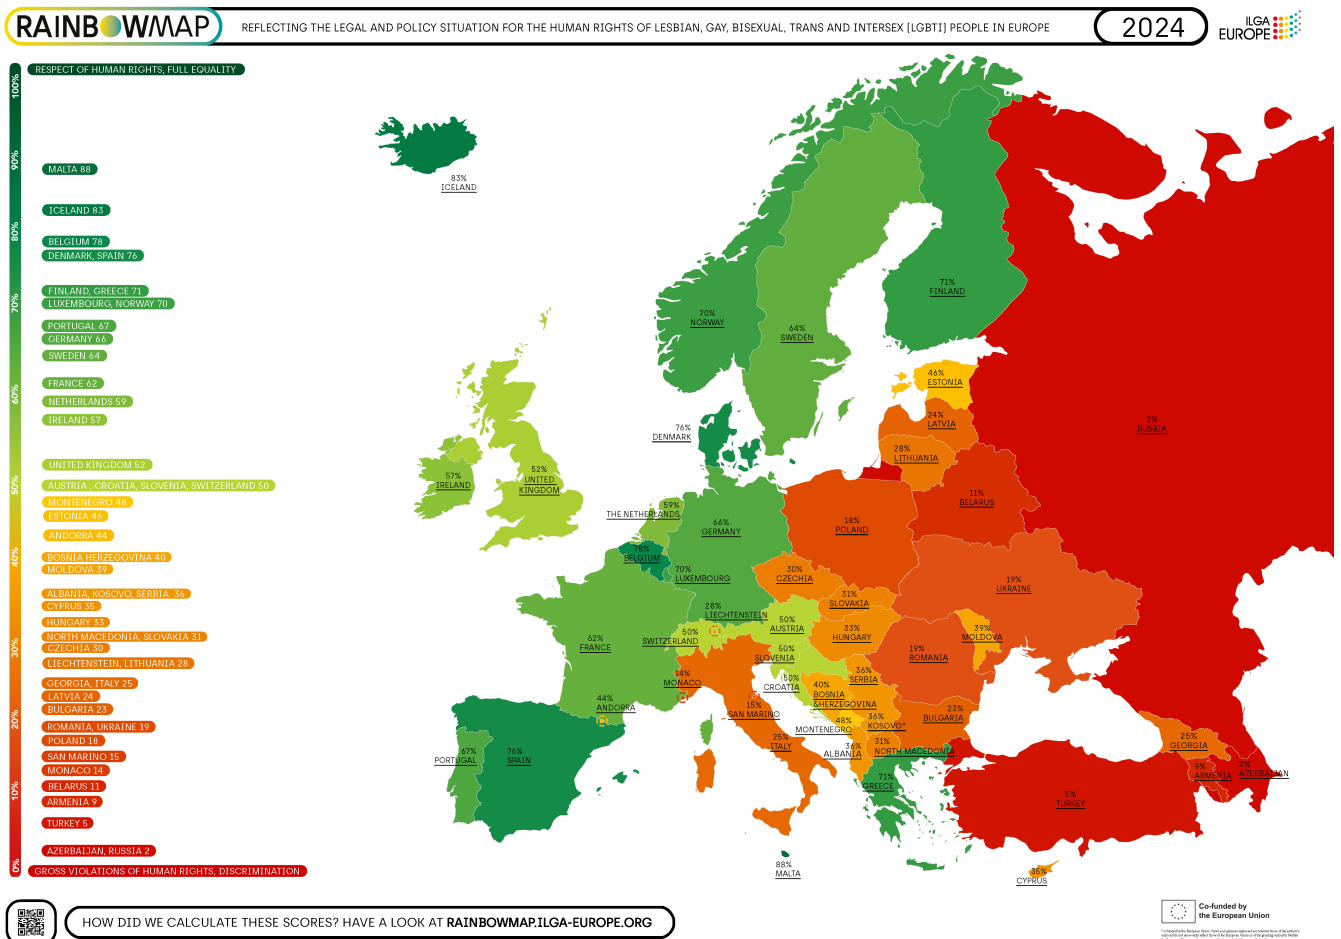 RAINBOWMAP
REFLECTING THE LEGAL AND POLICY SITUATION FOR THE HUMAN RIGHTS OF LESBIAN, GAY, BISEXUAL, TRANS AND INTERSEX [LGBTI] PEOPLE IN EUROPE
2024
ILGA
EUROPE
100%
90%
80%
70%
60%
50%
40%
30%
20%
10%
0%
RESPECT OF HUMAN RIGHTS, FULL EQUALITY
MALTA 88
ICELAND 83
BELGIUM 78
DENMARK, SPAIN 76
FINLAND, GREECE 71
LUXEMBOURG, NORWAY 70
PORTUGAL 67
GERMANY 66
SWEDEN 64
FRANCE 62
NETHERLANDS 59
IRELAND 57
UNITED KINGDOM 52
AUSTRIA , CROATIA, SLOVENIA, SWITZERLAND 50
MONTENEGRO 48
ESTONIA 46
ANDORRA 44
BOSNIA HERZEGOVINA 40
MOLDOVA 39
ALBANIA, KOSOVO, SERBIA 36
CYPRUS 35
HUNGARY 33
NORTH MACEDONIA, SLOVAKIA 31
CZECHIA 30
LIECHTENSTEIN, LITHUANIA 28
GEORGIA, ITALY 25
LATVIA 24
BULGARIA 23
ROMANIA, UKRAINE 19
POLAND 18
SAN MARINO 15
MONACO 14
BELARUS 11
ARMENIA 9
TURKEY 5
AZERBAIJAN, RUSSIA 2
GROSS VIOLATIONS OF HUMAN RIGHTS, DISCRIMINATION
83%
ICELAND
71%
FINLAND
70%
NORWAY
64%
SWEDEN
46%
ESTONIA
24%
LATVIA
28%
LITHUANIA
2%
RUSSIA
76%
DENMARK
57%
IRELAND
52%
UNITED
KINGDOM
59%
THE NETHERLANDS
66%
GERMANY
18%
POLAND
11%
BELARUS
78%
BELGIUM
70%
LUXEMBOURG
30%
CZECHIA
31%
SLOVAKIA
19%
UKRAINE
28%
LIECHTENSTEIN
50%
AUSTRIA
50%
SWITZERLAND
33%
HUNGARY
39%
MOLDOVA
62%
FRANCE
50%
SLOVENIA
19%
ROMANIA
14%
MONACO
50%
CROATIA
36%
SERBIA
40%
BOSNIA
&HERZEGOVINA
44%
ANDORRA
15%
SAN MARINO
48%
MONTENEGRO
36%
KOSOVO*
23%
BULGARIA
67%
PORTUGAL
76%
SPAIN
25%
ITALY
36%
ALBANIA
31%
NORTH MACEDONIA
25%
GEORGIA
9%
ARMENIA
2%
AZERBAIJAN
71%
GREECE
5%
TURKEY
88%
MALTA
35%
CYPRUS
HOW DID WE CALCULATE THESE SCORES? HAVE A LOOK AT RAINBOWMAP.ILGA-EUROPE.ORG
Co-funded by
the European Union